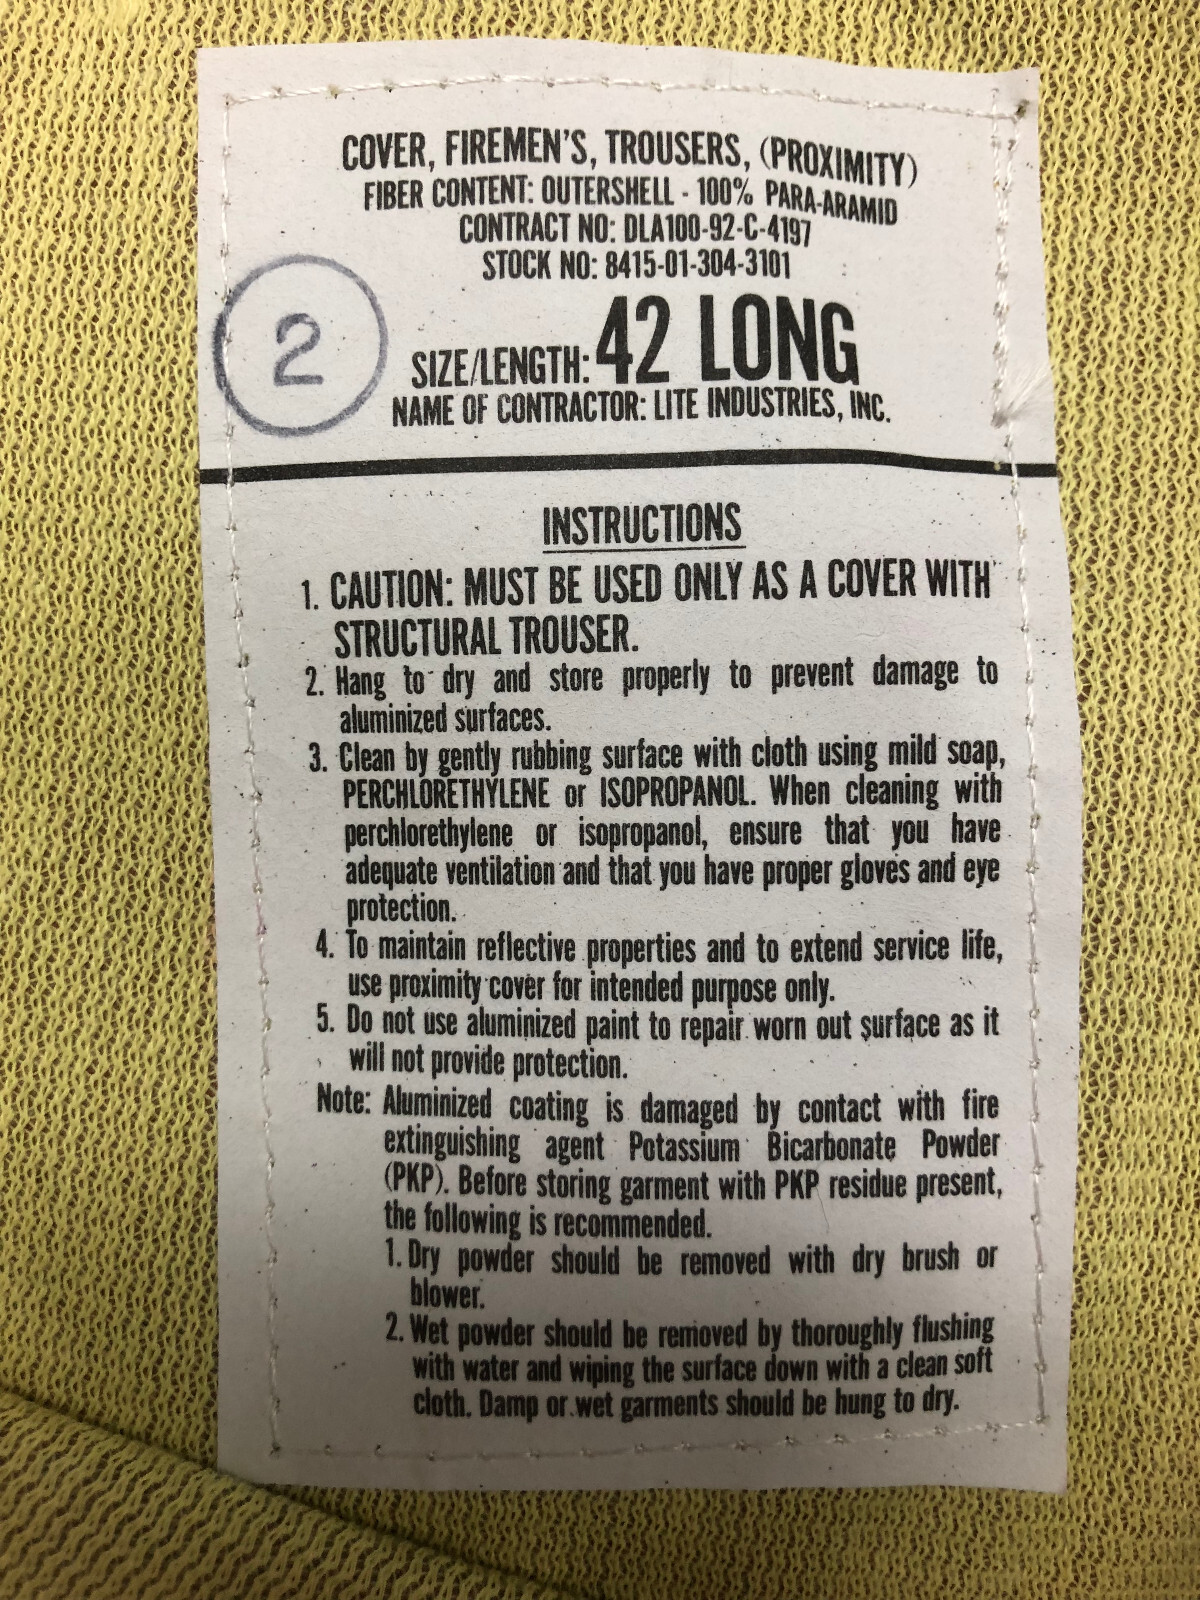 COVER, FIREMEN'S, TROUSERS, (PROXIMITY)
FIBER CONTENT: OUTERSHELL - 100% PARA-ARAMID
CONTRACT NO: DLA100-92-C-4197
STOCK NO: 8415-01-304-3101
2
SIZE/LENGTH: 42 LONG
NAME OF CONTRACTOR: LITE INDUSTRIES, INC.
INSTRUCTIONS
1. CAUTION: MUST BE USED ONLY AS A COVER WITH
STRUCTURAL TROUSER.
2. Hang to dry and store properly to prevent damage to
aluminized surfaces.
3. Clean by gently rubbing surface with cloth using mild soap,
PERCHLORETHYLENE or ISOPROPANOL. When cleaning with
perchlorethylene or isopropanol, ensure that you have
adequate ventilation and that you have proper gloves and eye
protection.
4. To maintain reflective properties and to extend service life,
use proximity cover for intended purpose only.
5. Do not use aluminized paint to repair worn out surface as it
will not provide protection.
Note: Aluminized coating is damaged by contact with fire
extinguishing agent Potassium Bicarbonate Powder
(PKP). Before storing garment with PKP residue present,
the following is recommended.
1. Dry powder should be removed with dry brush or
blower.
2. Wet powder should be removed by thoroughly flushing
with water and wiping the surface down with a clean soft
cloth. Damp or wet garments should be hung to dry.